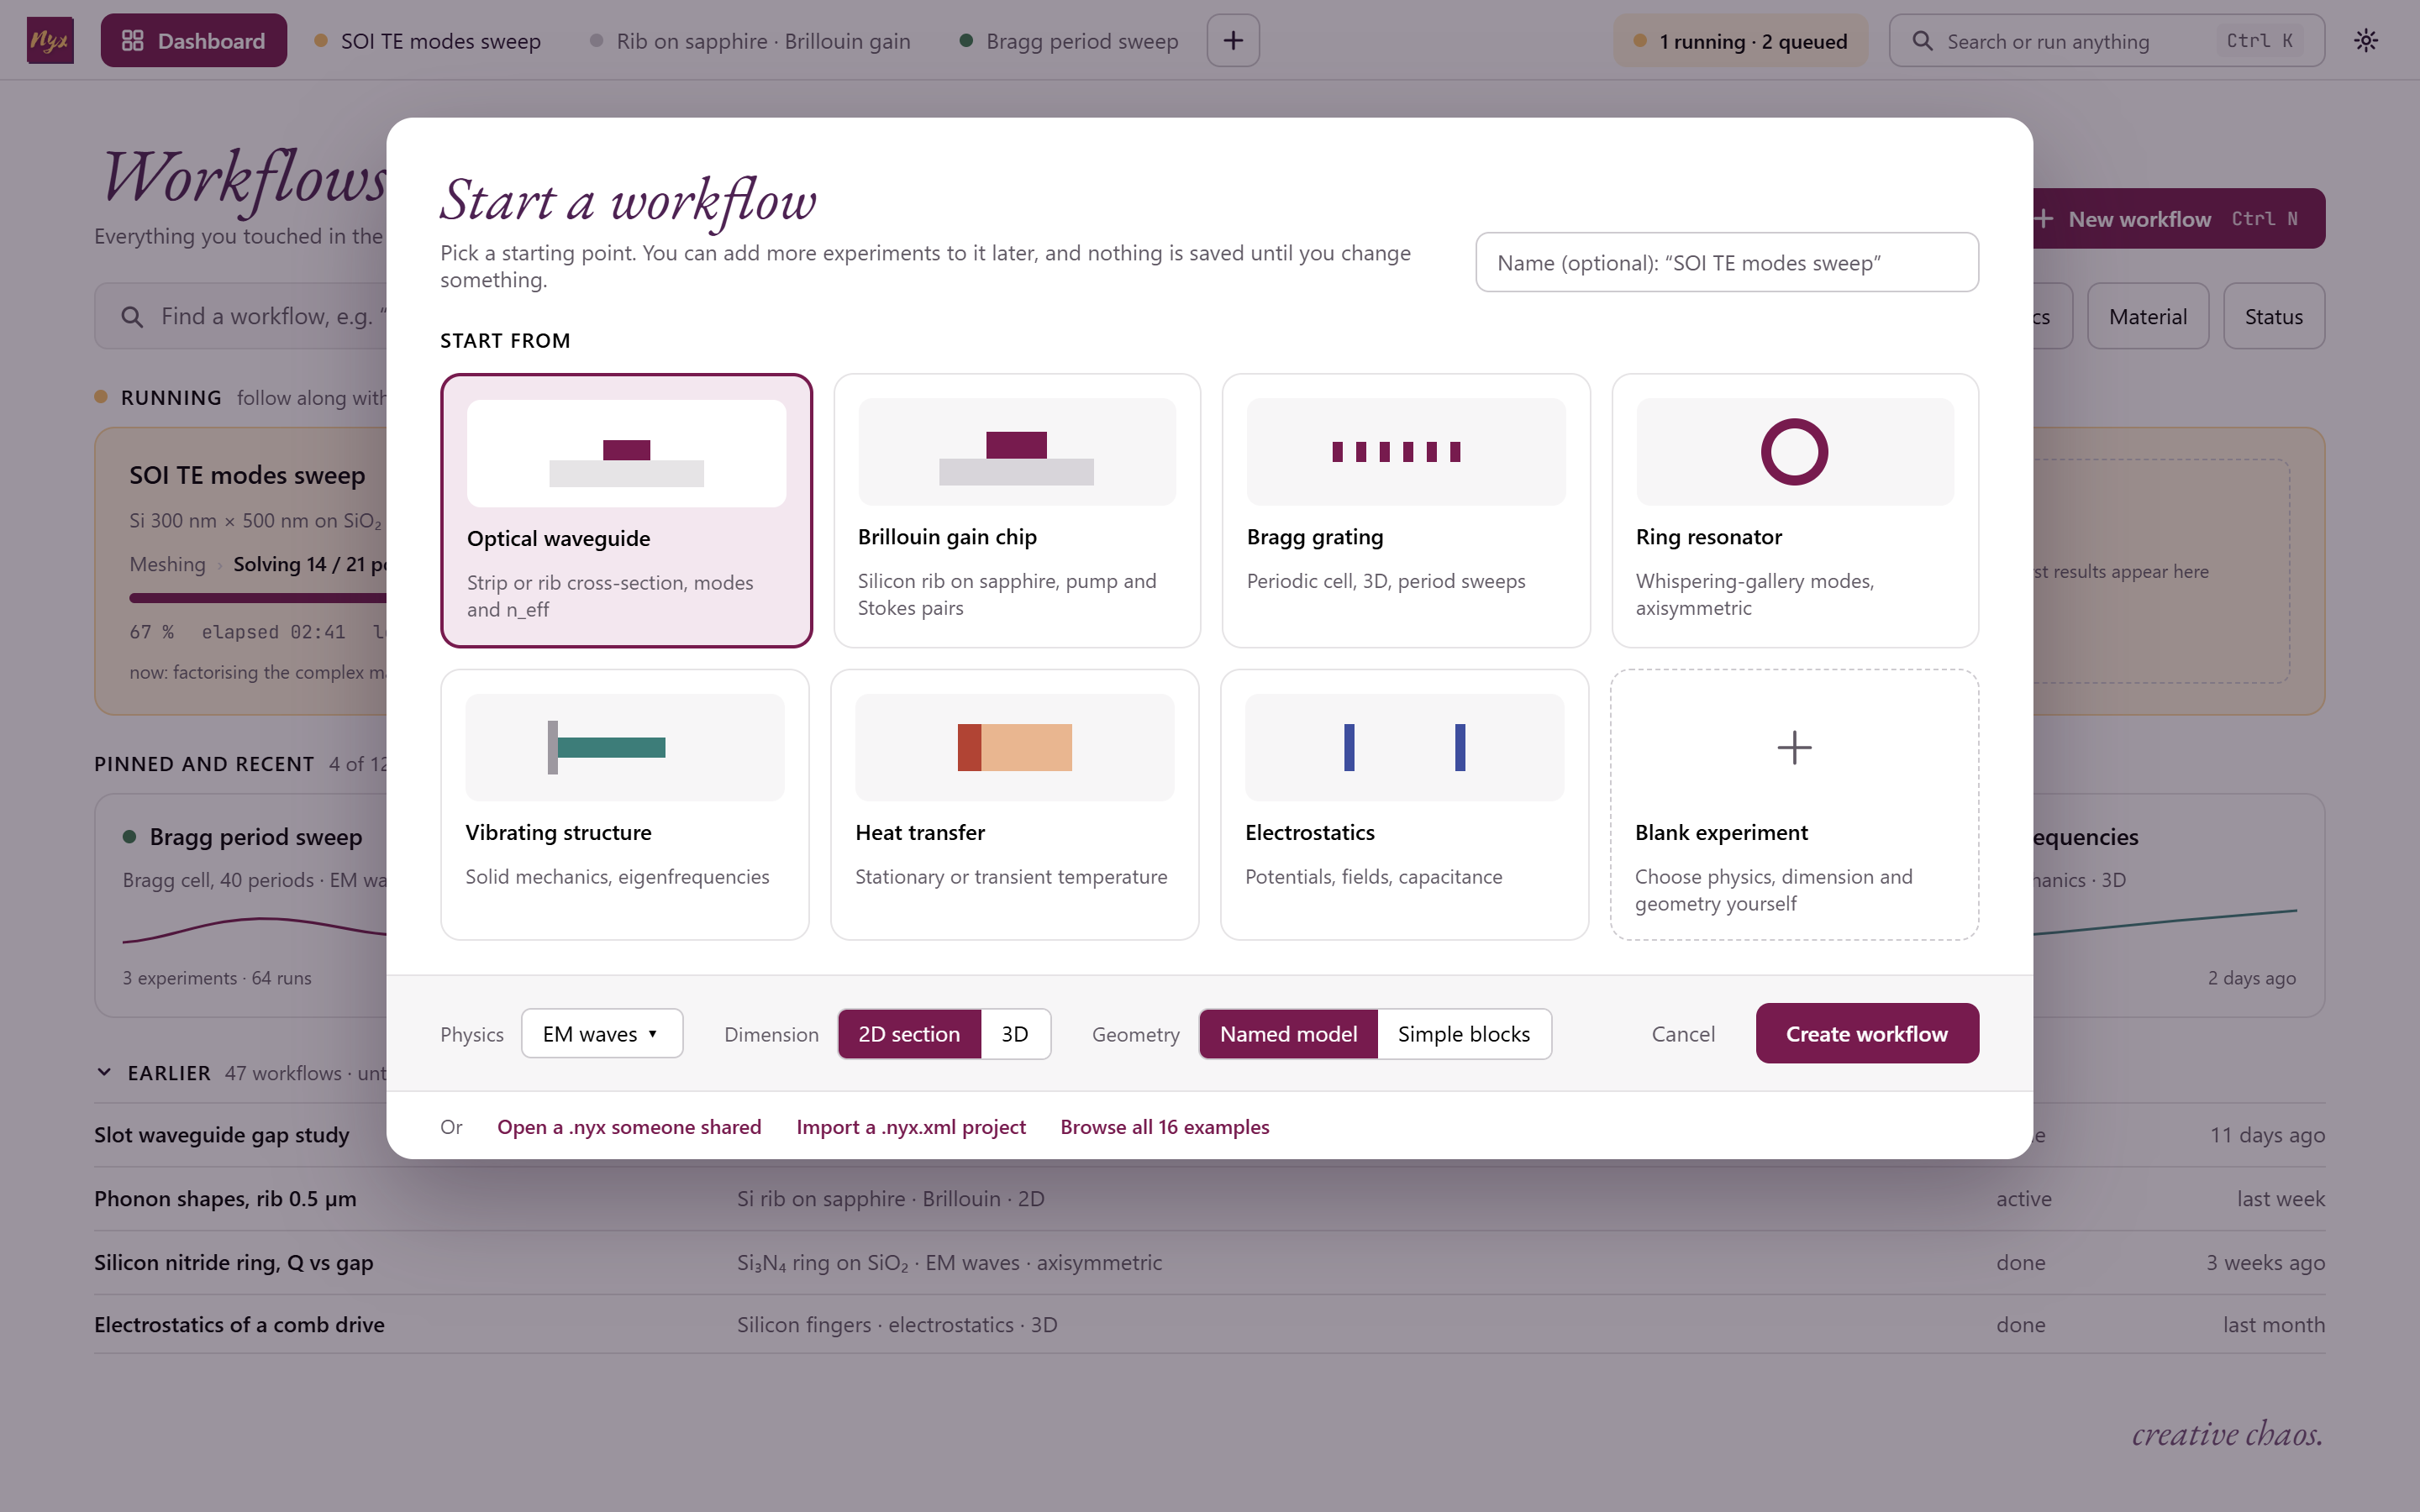 Nyx
Dashboard
SOI TE modes sweep
Rib on sapphire · Brillouin gain
Bragg period sweep
1 running · 2 queued
Search or run anything
Ctrl K
Workflows
Everything you touched in the
New workflow Ctrl N
Find a workflow, e.g. “
Material
Status
RUNNING follow along with
SOI TE modes sweep
Si 300 nm × 500 nm on SiO₂
Meshing › Solving 14 / 21
67 % elapsed 02:41
now: factorising the complex
st results appear here
PINNED AND RECENT 4 of 12
Bragg period sweep
Bragg cell, 40 periods · EM
3 experiments · 64 runs
equencies
hanics · 3D
2 days ago
EARLIER 47 workflows ·
Slot waveguide gap study
11 days ago
Phonon shapes, rib 0.5 µm
Si rib on sapphire · Brillouin · 2D
active
last week
Silicon nitride ring, Q vs gap
Si₃N₄ ring on SiO₂ · EM waves · axisymmetric
done
3 weeks ago
Electrostatics of a comb drive
Silicon fingers · electrostatics · 3D
done
last month
creative chaos.
Start a workflow
Pick a starting point. You can add more experiments to it later, and nothing is saved until you change
something.
Name (optional): “SOI TE modes sweep”
START FROM
Optical waveguide
Strip or rib cross-section, modes
and n_eff
Brillouin gain chip
Silicon rib on sapphire, pump and
Stokes pairs
Bragg grating
Periodic cell, 3D, period sweeps
Ring resonator
Whispering-gallery modes,
axisymmetric
Vibrating structure
Solid mechanics, eigenfrequencies
Heat transfer
Stationary or transient temperature
Electrostatics
Potentials, fields, capacitance
Blank experiment
Choose physics, dimension and
geometry yourself
Physics EM waves ▾ Dimension 2D section 3D Geometry Named model Simple blocks Cancel Create workflow
Or Open a .nyx someone shared Import a .nyx.xml project Browse all 16 examples